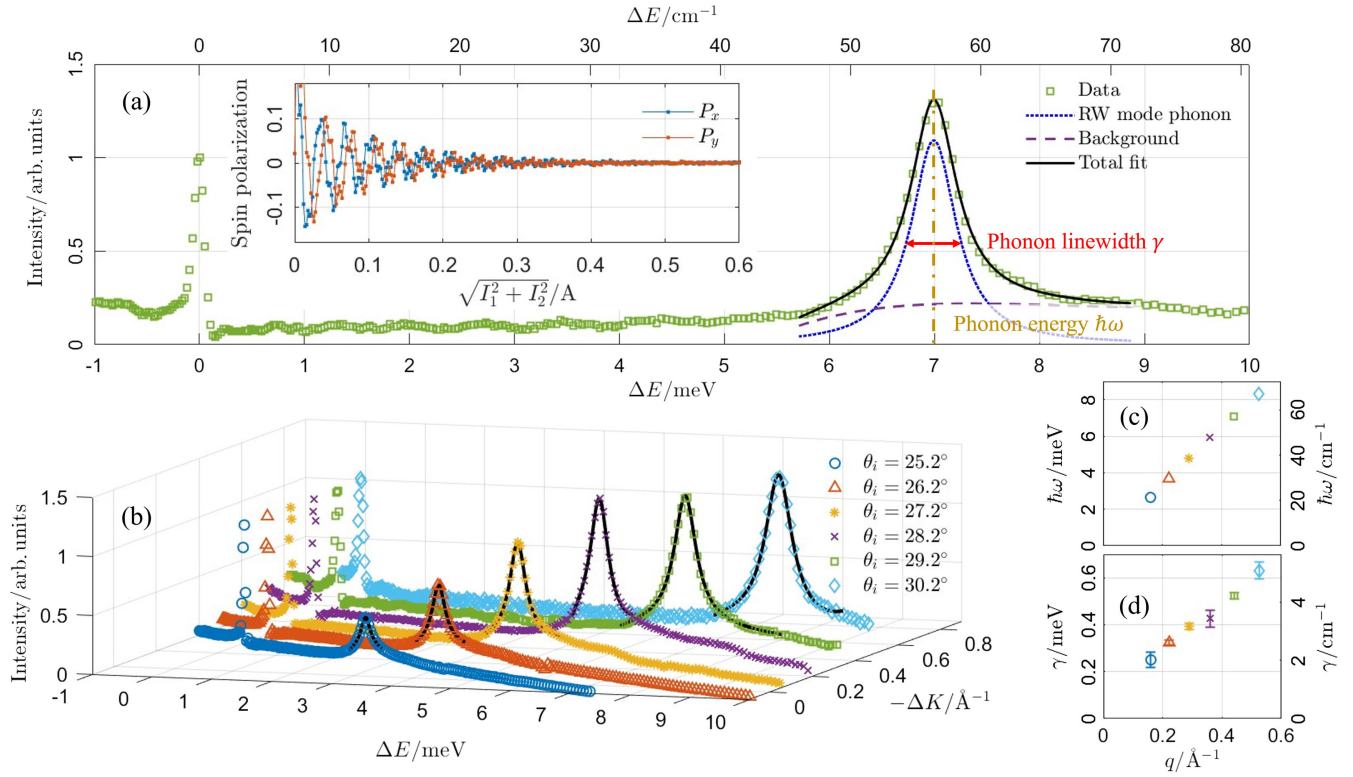 ΔE/cm⁻¹
0 10 20 30 40 50 60 70 80
Intensity/arb. units
1.5
1
0.5
0
(a)
Spin polarization
0.1
0
-0.1
Pₓ
P_y
0 0.1 0.2 0.3 0.4 0.5 0.6
√I₁² + I₂²/A
Data
RW mode phonon
Background
Total fit
Phonon linewidth γ
Phonon energy ℏω
-1 0 1 2 3 4 5 6 7 8 9 10
ΔE/meV
(b)
Intensity/arb. units
1.5
1
0.5
0
-1 0 1 2 3 4 5 6 7 8 9 10
ΔE/meV
0 0.2 0.4 0.6 0.8
−ΔK/Å⁻¹
θᵢ = 25.2°
θᵢ = 26.2°
θᵢ = 27.2°
θᵢ = 28.2°
θᵢ = 29.2°
θᵢ = 30.2°
(c)
ℏω/meV
8
6
4
2
0
60
40
20
0
ℏω/cm⁻¹
(d)
γ/meV
0.6
0.4
0.2
0
4
2
0
γ/cm⁻¹
0 0.2 0.4 0.6
q/Å⁻¹